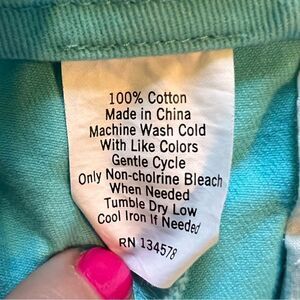 100% Cotton
Made in China
Machine Wash Cold
With Like Colors
Gentle Cycle
Only Non-cholrine Bleach
When Needed
Tumble Dry Low
Cool Iron If Needed
RN 134578